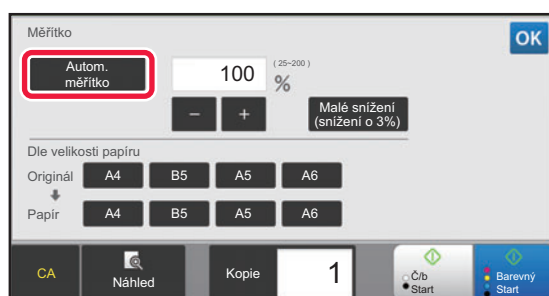 Měřítko
OK
Autom.
měřítko
100
(25~200)
%
−
+
Malé snížení
(snížení o 3%)
Dle velikosti papíru
Originál
A4
B5
A5
A6
Papír
A4
B5
A5
A6
CA
Náhled
Kopie
1
Č/b
Start
Barevný
Start